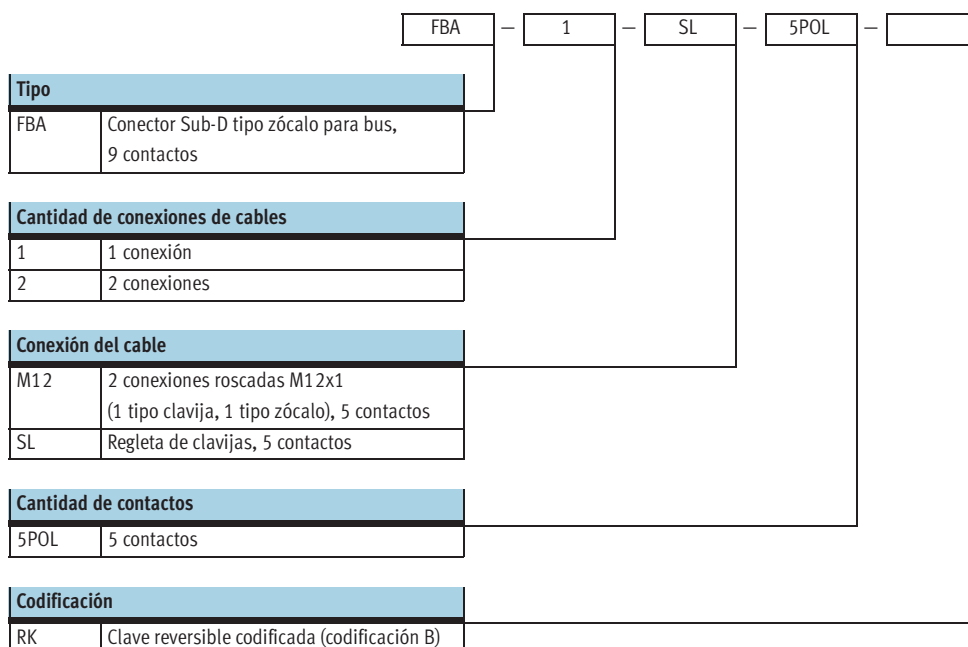 FBA – 1 – SL – 5POL –
Tipo
FBA Conector Sub-D tipo zócalo para bus,
9 contactos
Cantidad de conexiones de cables
1 1 conexión
2 2 conexiones
Conexión del cable
M12 2 conexiones roscadas M12x1
(1 tipo clavija, 1 tipo zócalo), 5 contactos
SL Regleta de clavijas, 5 contactos
Cantidad de contactos
5POL 5 contactos
Codificación
RK Clave reversible codificada (codificación B)